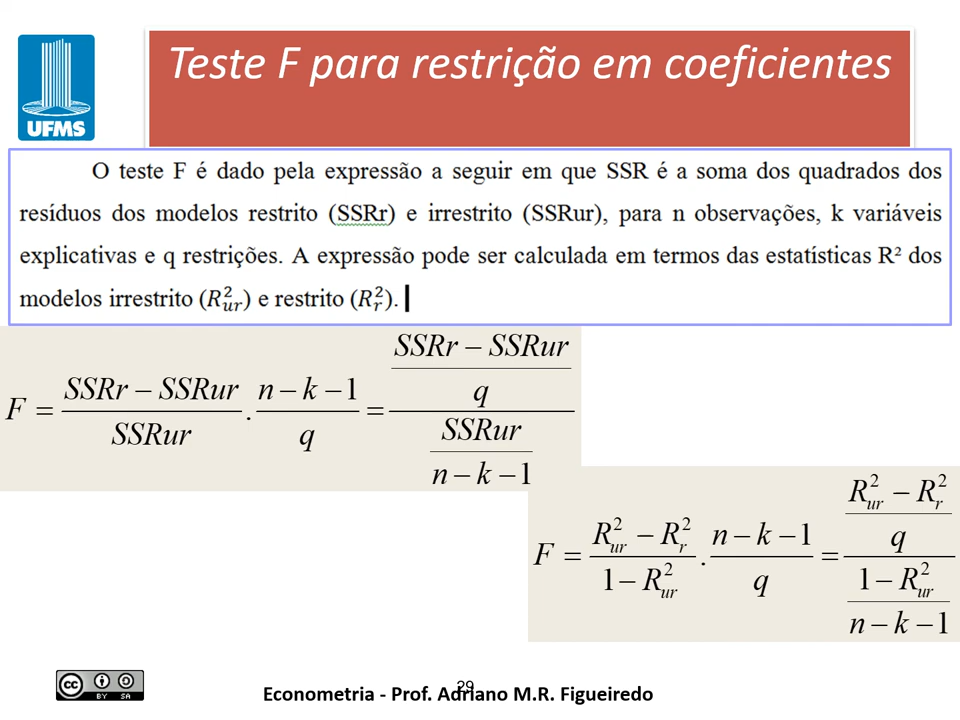 Teste F para restrição em coeficientes
UFMS
O teste F é dado pela expressão a seguir em que SSR é a soma dos quadrados dos
resíduos dos modelos restrito (SSRr) e irrestrito (SSRur), para n observações, k variáveis
explicativas e q restrições. A expressão pode ser calculada em termos das estatísticas R² dos
modelos irrestrito (R²ur) e restrito (R²r).
F = (SSRr − SSRur)/SSRur . (n − k − 1)/q = ((SSRr − SSRur)/q)/(SSRur/(n − k − 1))
F = (R²ur − R²r)/(1 − R²ur) . (n − k − 1)/q = ((R²ur − R²r)/q)/((1 − R²ur)/(n − k − 1))
cc BY SA
Econometria - Prof. Adriano M.R. Figueiredo
29